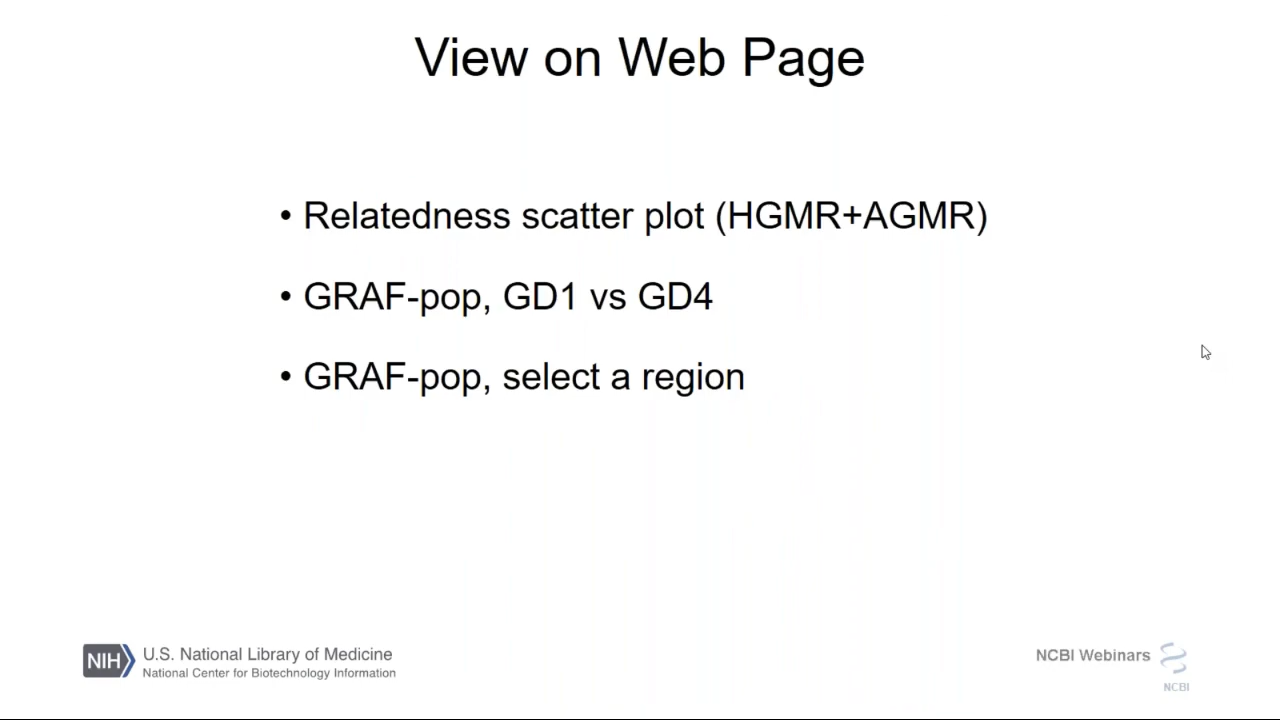 View on Web Page
• Relatedness scatter plot (HGMR+AGMR)
• GRAF-pop, GD1 vs GD4
• GRAF-pop, select a region
NIH
U.S. National Library of Medicine
National Center for Biotechnology Information
NCBI Webinars
NCBI